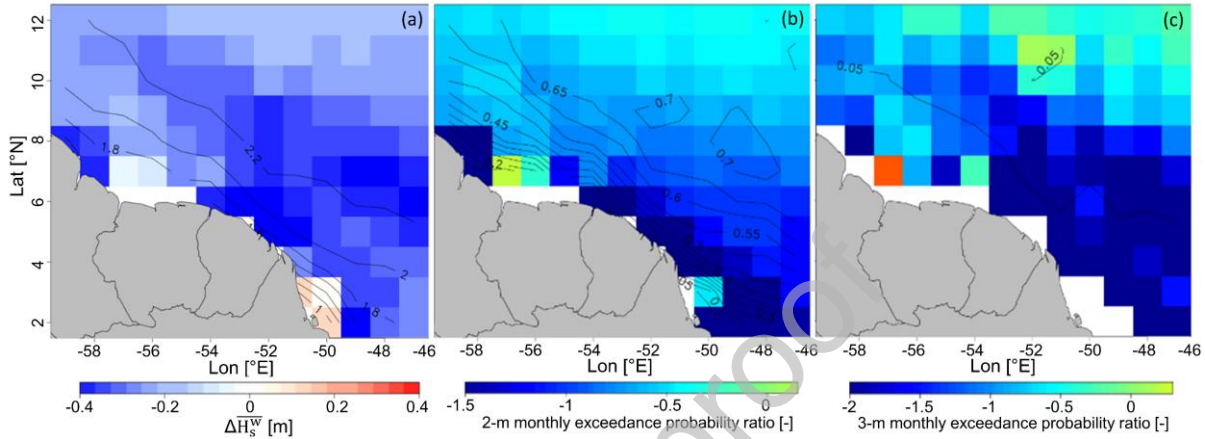 (a)
(b)
(c)
Lat [°N]
12
10
8
6
4
2
2.2
1.8
2
1.8
1
0.65
0.7
0.45
0.7
0.6
0.55
0.05
0.05
-58 -56 -54 -52 -50 -48 -46
-58 -56 -54 -52 -50 -48 -46
-58 -56 -54 -52 -50 -48 -46
Lon [°E]
Lon [°E]
Lon [°E]
-0.4 -0.2 0 0.2 0.4
ΔH̅ₛʷ [m]
-1.5 -1 -0.5 0
2-m monthly exceedance probability ratio [-]
-2 -1.5 -1 -0.5 0
3-m monthly exceedance probability ratio [-]
proof